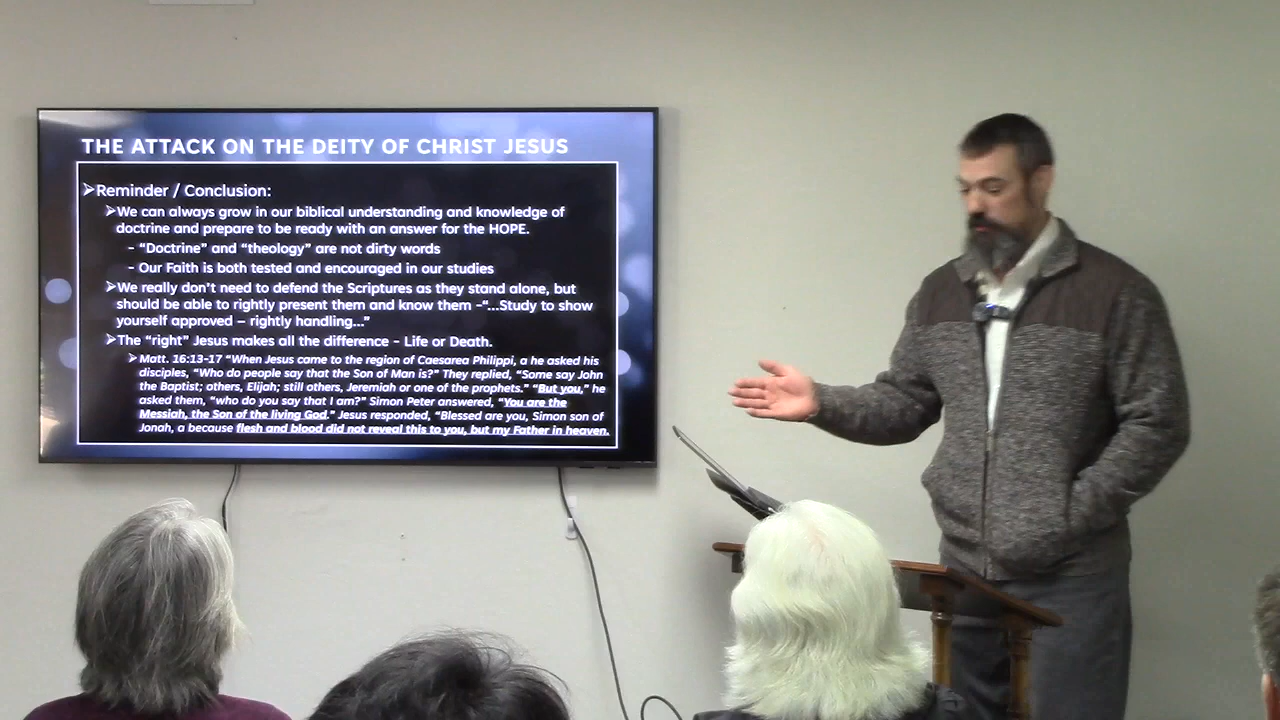 THE ATTACK ON THE DEITY OF CHRIST JESUS
➢Reminder / Conclusion:
➢We can always grow in our biblical understanding and knowledge of
doctrine and prepare to be ready with an answer for the HOPE.
- “Doctrine” and “theology” are not dirty words
- Our Faith is both tested and encouraged in our studies
➢We really don’t need to defend the Scriptures as they stand alone, but
should be able to rightly present them and know them -“...Study to show
yourself approved – rightly handling...”
➢The “right” Jesus makes all the difference - Life or Death.
➢Matt. 16:13-17 “When Jesus came to the region of Caesarea Philippi, a he asked his
disciples, “Who do people say that the Son of Man is?” They replied, “Some say John
the Baptist; others, Elijah; still others, Jeremiah or one of the prophets.” “But you,” he
asked them, “who do you say that I am?” Simon Peter answered, “You are the
Messiah, the Son of the living God.” Jesus responded, “Blessed are you, Simon son of
Jonah, a because flesh and blood did not reveal this to you, but my Father in heaven.